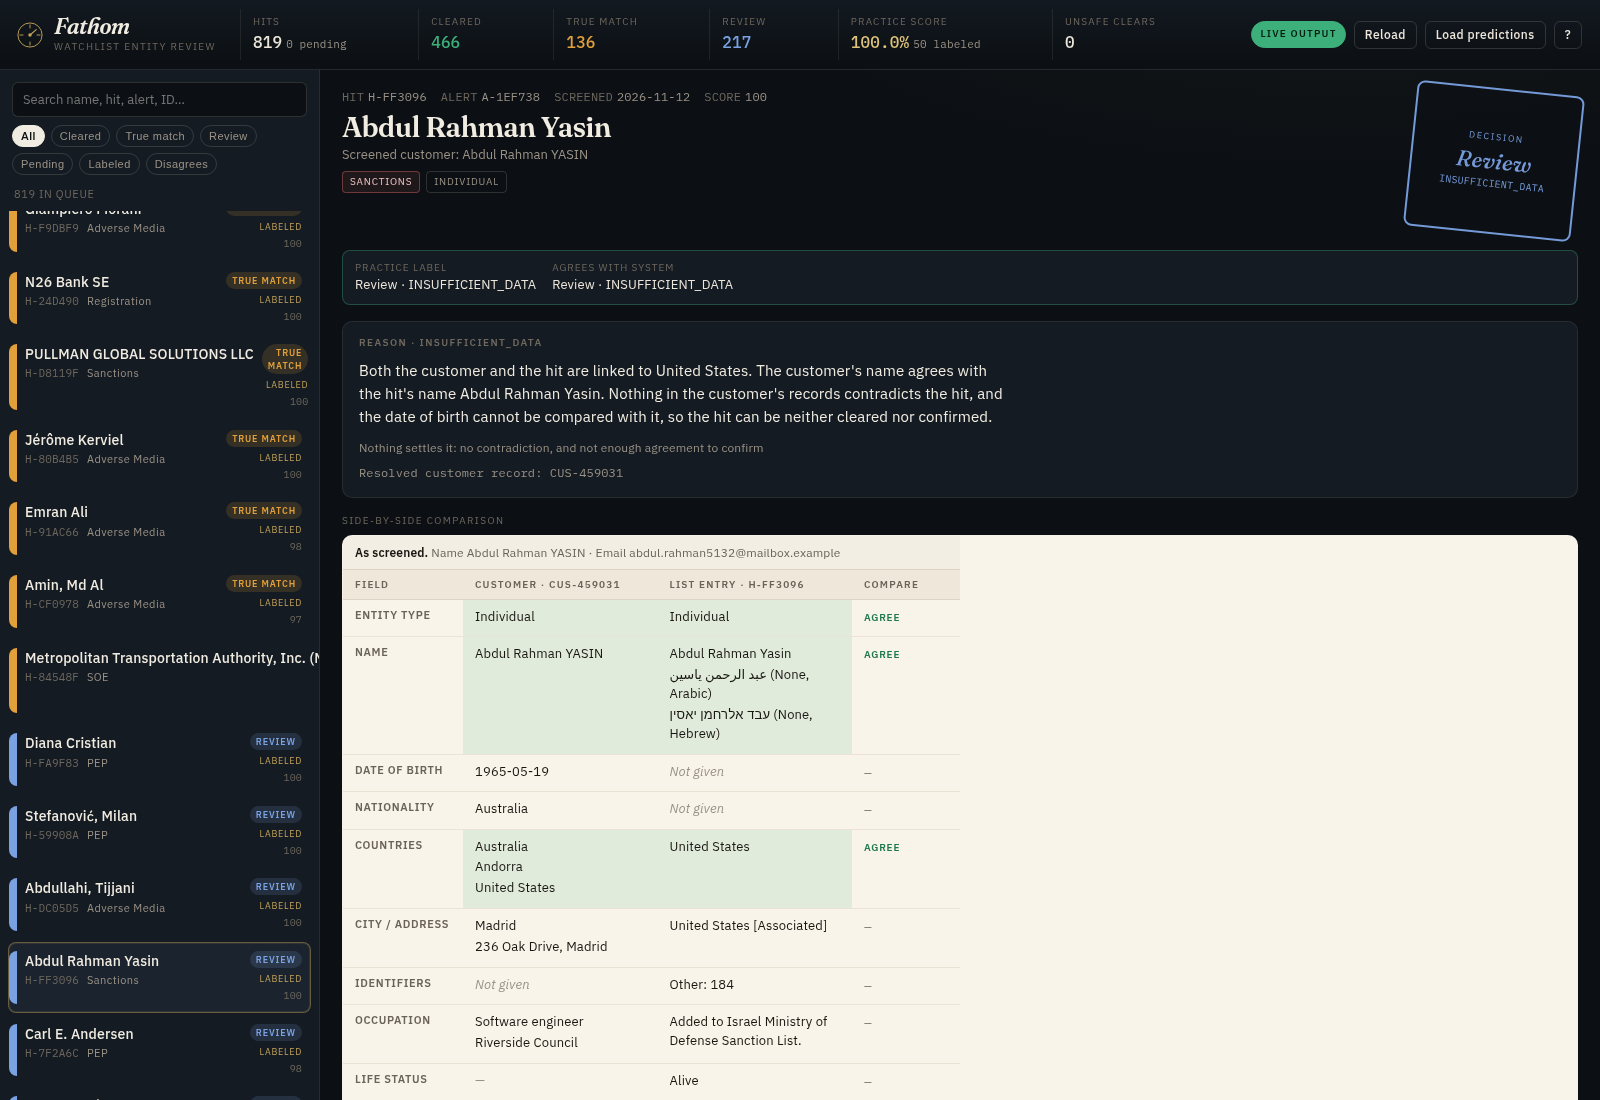 Fathom
WATCHLIST ENTITY REVIEW
HITS
819 0 pending
CLEARED
466
TRUE MATCH
136
REVIEW
217
PRACTICE SCORE
100.0% 50 labeled
UNSAFE CLEARS
0
LIVE OUTPUT
Reload
Load predictions
?
Search name, hit, alert, ID...
All
Cleared
True match
Review
Pending
Labeled
Disagrees
819 IN QUEUE
Giampiero Fiorani
H-F9DBF9 Adverse Media
LABELED
100
N26 Bank SE
TRUE MATCH
H-24D490 Registration
LABELED
100
PULLMAN GLOBAL SOLUTIONS LLC
TRUE
MATCH
H-D8119F Sanctions
LABELED
100
Jérôme Kerviel
TRUE MATCH
H-80B4B5 Adverse Media
LABELED
100
Emran Ali
TRUE MATCH
H-91AC66 Adverse Media
LABELED
98
Amin, Md Al
TRUE MATCH
H-CF0978 Adverse Media
LABELED
97
Metropolitan Transportation Authority, Inc.
H-84548F SOE
Diana Cristian
REVIEW
H-FA9F83 PEP
LABELED
100
Stefanović, Milan
REVIEW
H-59908A PEP
LABELED
100
Abdullahi, Tijjani
REVIEW
H-DC05D5 Adverse Media
LABELED
100
Abdul Rahman Yasin
REVIEW
H-FF3096 Sanctions
LABELED
100
Carl E. Andersen
REVIEW
H-7F2A6C PEP
LABELED
98
HIT H-FF3096 ALERT A-1EF738 SCREENED 2026-11-12 SCORE 100
Abdul Rahman Yasin
Screened customer: Abdul Rahman YASIN
SANCTIONS
INDIVIDUAL
DECISION
Review
INSUFFICIENT_DATA
PRACTICE LABEL
Review · INSUFFICIENT_DATA
AGREES WITH SYSTEM
Review · INSUFFICIENT_DATA
REASON · INSUFFICIENT_DATA
Both the customer and the hit are linked to United States. The customer's name agrees with
the hit's name Abdul Rahman Yasin. Nothing in the customer's records contradicts the hit, and
the date of birth cannot be compared with it, so the hit can be neither cleared nor confirmed.
Nothing settles it: no contradiction, and not enough agreement to confirm
Resolved customer record: CUS-459031
SIDE-BY-SIDE COMPARISON
As screened. Name Abdul Rahman YASIN · Email abdul.rahman5132@mailbox.example
FIELD
CUSTOMER · CUS-459031
LIST ENTRY · H-FF3096
COMPARE
ENTITY TYPE
Individual
Individual
AGREE
NAME
Abdul Rahman YASIN
Abdul Rahman Yasin
عبد الرحمن ياسين (None,
Arabic)
עבד אלרחמן יאסין (None,
Hebrew)
AGREE
DATE OF BIRTH
1965-05-19
Not given
—
NATIONALITY
Australia
Not given
—
COUNTRIES
Australia
Andorra
United States
United States
AGREE
CITY / ADDRESS
Madrid
236 Oak Drive, Madrid
United States [Associated]
—
IDENTIFIERS
Not given
Other: 184
—
OCCUPATION
Software engineer
Riverside Council
Added to Israel Ministry of
Defense Sanction List.
—
LIFE STATUS
—
Alive
—